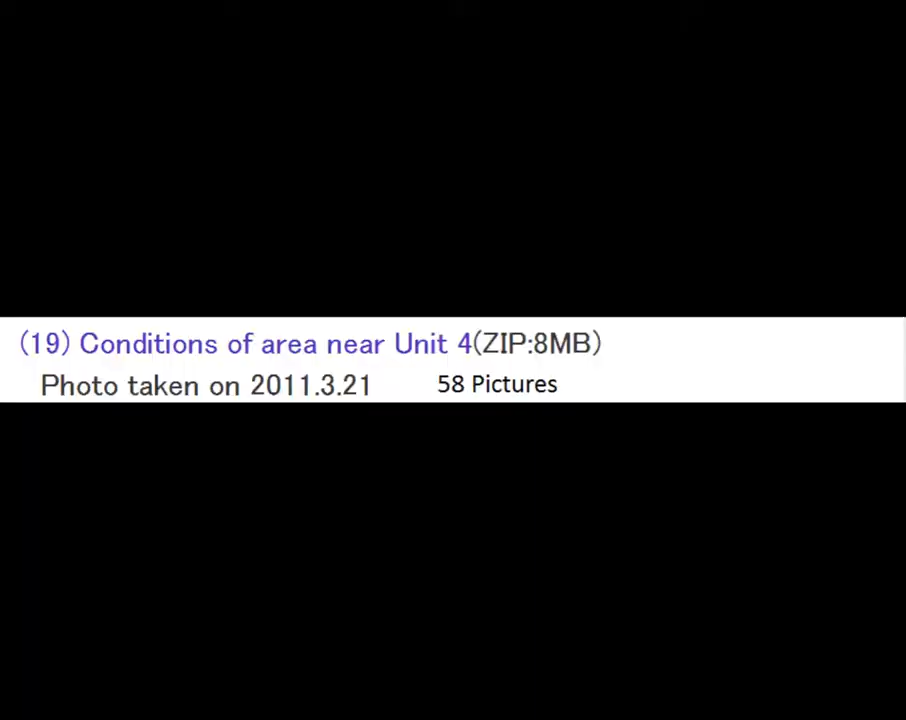 (19) Conditions of area near Unit 4(ZIP:8MB)
Photo taken on 2011.3.21 58 Pictures